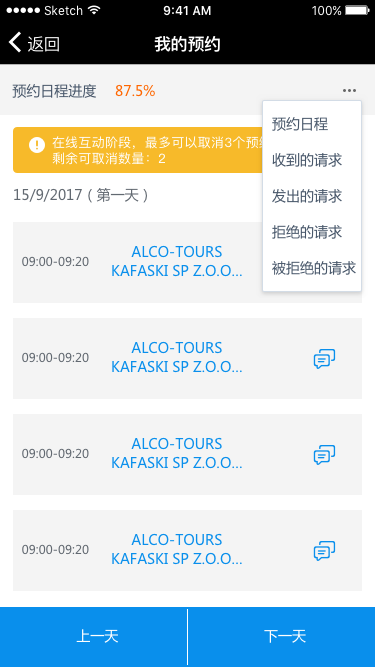 Sketch 9:41 AM 100%
返回 我的预约
预约日程进度 87.5%
预约日程
收到的请求
发出的请求
拒绝的请求
被拒绝的请求
在线互动阶段，最多可以取消3个预
剩余可取消数量：2
15/9/2017（第一天）
09:00-09:20 ALCO-TOURS
KAFASKI SP Z.O.O...
09:00-09:20 ALCO-TOURS
KAFASKI SP Z.O.O...
09:00-09:20 ALCO-TOURS
KAFASKI SP Z.O.O...
09:00-09:20 ALCO-TOURS
KAFASKI SP Z.O.O...
上一天 下一天